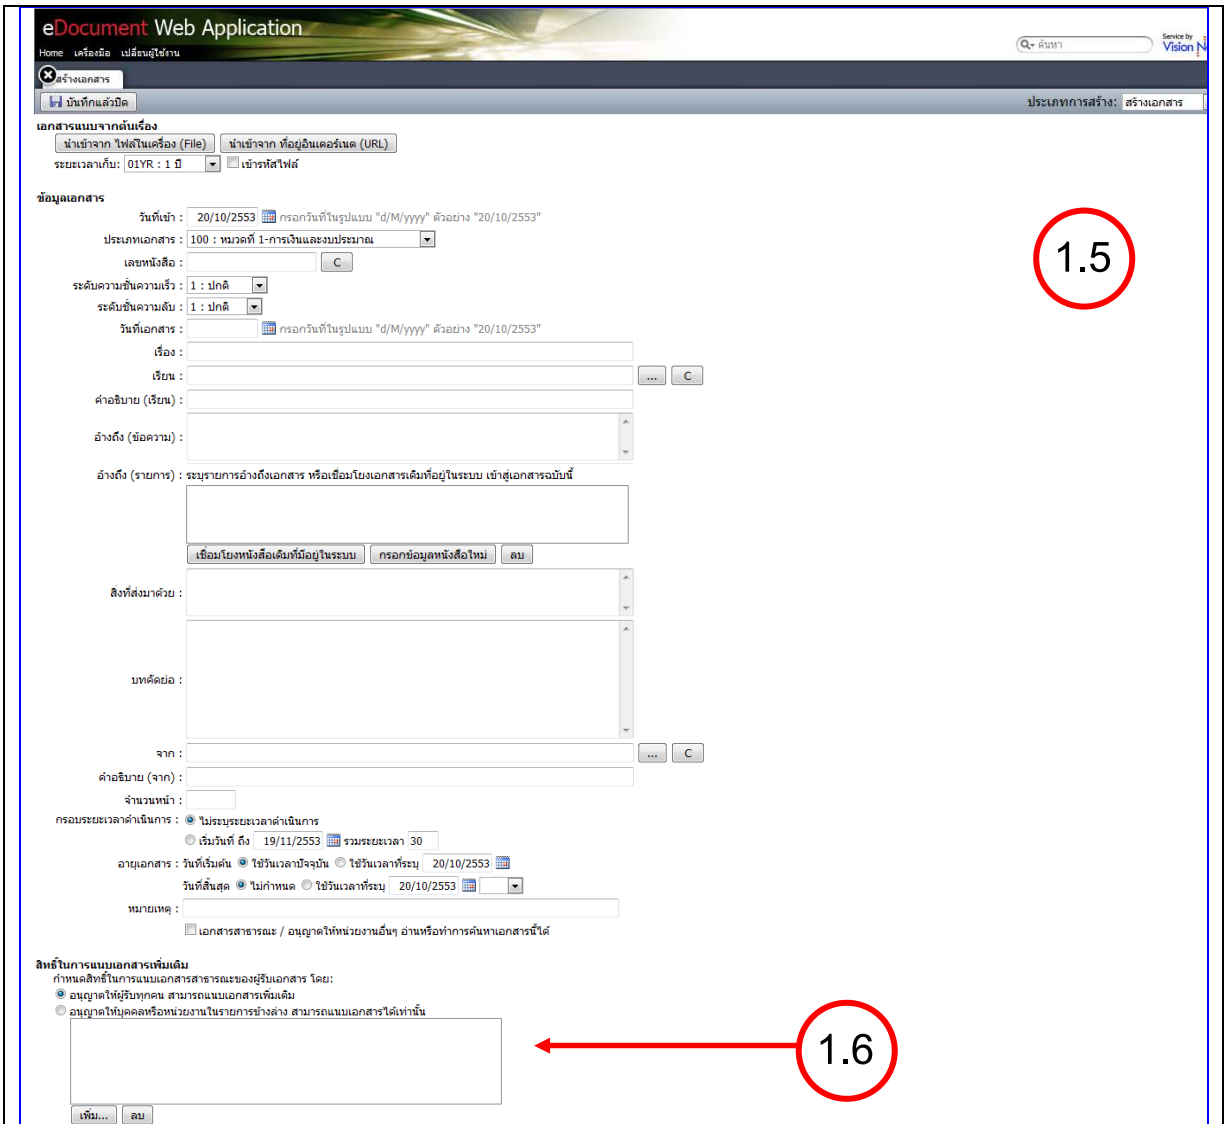 eDocument Web Application
Home เครื่องมือ เปลี่ยนผู้ใช้งาน
ค้นหา
Service by
Vision N
สร้างเอกสาร
บันทึกแล้วปิด
ประเภทการสร้าง: สร้างเอกสาร
เอกสารแนบจากต้นเรื่อง
นำเข้าจาก ไฟล์ในเครื่อง (File) นำเข้าจาก ที่อยู่อินเตอร์เนต (URL)
ระยะเวลาเก็บ: 01YR : 1 ปี เข้ารหัสไฟล์
ข้อมูลเอกสาร
วันที่เข้า : 20/10/2553 กรอกวันที่ในรูปแบบ "d/M/yyyy" ตัวอย่าง "20/10/2553"
ประเภทเอกสาร : 100 : หมวดที่ 1-การเงินและงบประมาณ
1.5
เลขหนังสือ : C
ระดับความชั้นความเร็ว : 1 : ปกติ
ระดับชั้นความลับ : 1 : ปกติ
วันที่เอกสาร : กรอกวันที่ในรูปแบบ "d/M/yyyy" ตัวอย่าง "20/10/2553"
เรื่อง :
เรียน : ... C
คำอธิบาย (เรียน) :
อ้างถึง (ข้อความ) :
อ้างถึง (รายการ) : ระบุรายการอ้างถึงเอกสาร หรือเชื่อมโยงเอกสารเดิมที่อยู่ในระบบ เข้าสู่เอกสารฉบับนี้
เชื่อมโยงหนังสือเดิมที่มีอยู่ในระบบ กรอกข้อมูลหนังสือใหม่ ลบ
สิ่งที่ส่งมาด้วย :
บทคัดย่อ :
จาก : ... C
คำอธิบาย (จาก) :
จำนวนหน้า :
กรอบระยะเวลาดำเนินการ : ไม่ระบุระยะเวลาดำเนินการ
เริ่มวันที่ ถึง 19/11/2553 รวมระยะเวลา 30
อายุเอกสาร : วันที่เริ่มต้น ใช้วันเวลาปัจจุบัน ใช้วันเวลาที่ระบุ 20/10/2553
วันที่สิ้นสุด ไม่กำหนด ใช้วันเวลาที่ระบุ 20/10/2553
หมายเหตุ :
เอกสารสาธารณะ / อนุญาตให้หน่วยงานอื่นๆ อ่านหรือทำการค้นหาเอกสารนี้ได้
สิทธิ์ในการแนบเอกสารเพิ่มเติม
กำหนดสิทธิ์ในการแนบเอกสารสาธารณะของผู้รับเอกสาร โดย:
อนุญาตให้ผู้รับทุกคน สามารถแนบเอกสารเพิ่มเติม
อนุญาตให้บุคคลหรือหน่วยงานในรายการข้างล่าง สามารถแนบเอกสารได้เท่านั้น
1.6
เพิ่ม... ลบ